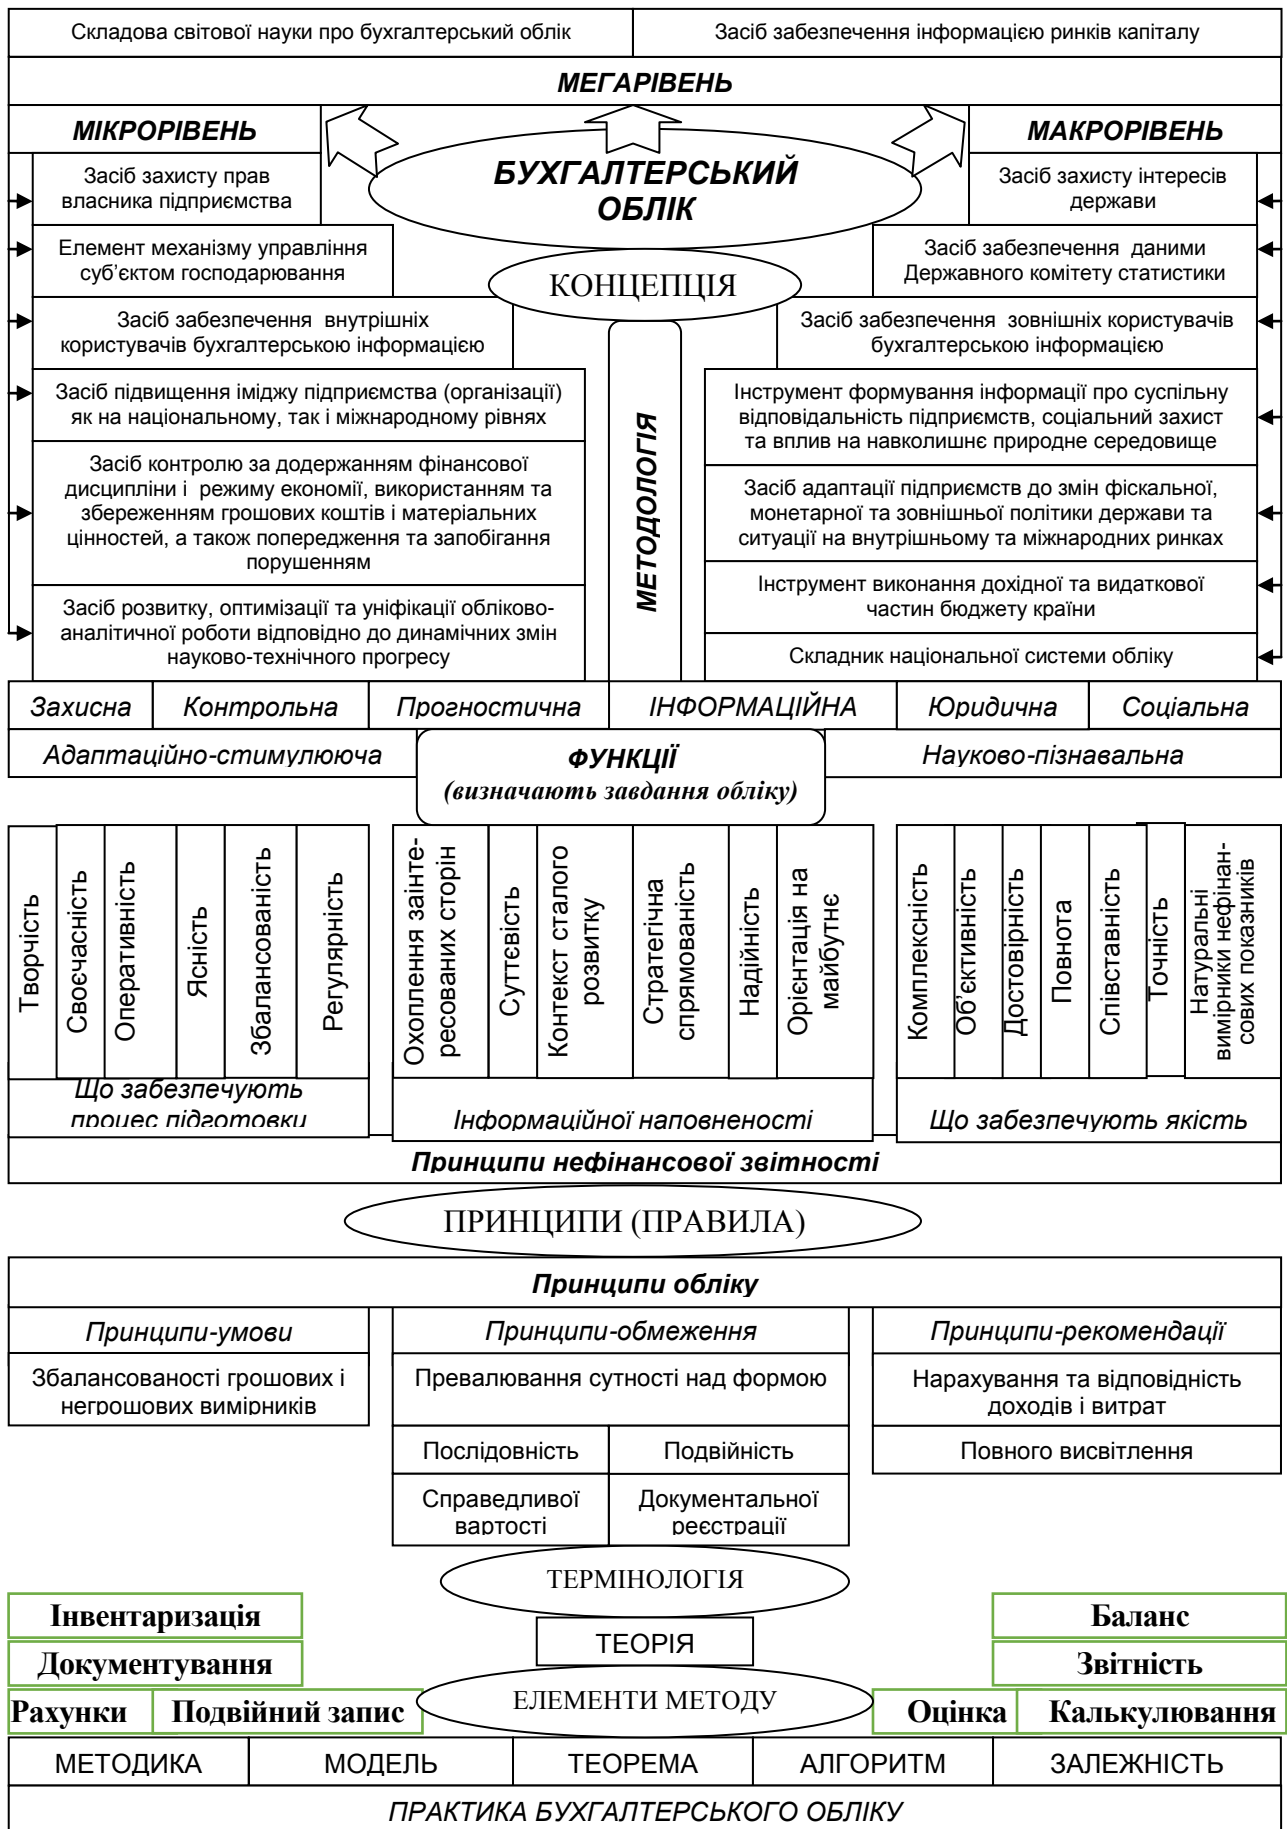 Складова світової науки про бухгалтерський облік
Засіб забезпечення інформацією ринків капіталу
МЕГАРІВЕНЬ
МІКРОРІВЕНЬ
МАКРОРІВЕНЬ
БУХГАЛТЕРСЬКИЙ
ОБЛІК
Засіб захисту прав
власника підприємства
Елемент механізму управління
суб’єктом господарювання
Засіб забезпечення внутрішніх
користувачів бухгалтерською інформацією
Засіб підвищення іміджу підприємства (організації)
як на національному, так і міжнародному рівнях
Засіб контролю за додержанням фінансової
дисципліни і режиму економії, використанням та
збереженням грошових коштів і матеріальних
цінностей, а також попередження та запобігання
порушенням
Засіб розвитку, оптимізації та уніфікації обліково-
аналітичної роботи відповідно до динамічних змін
науково-технічного прогресу
КОНЦЕПЦІЯ
МЕТОДОЛОГІЯ
Засіб захисту інтересів
держави
Засіб забезпечення даними
Державного комітету статистики
Засіб забезпечення зовнішніх користувачів
бухгалтерською інформацією
Інструмент формування інформації про суспільну
відповідальність підприємств, соціальний захист
та вплив на навколишнє природне середовище
Засіб адаптації підприємств до змін фіскальної,
монетарної та зовнішньої політики держави та
ситуації на внутрішньому та міжнародних ринках
Інструмент виконання дохідної та видаткової
частин бюджету країни
Складник національної системи обліку
Захисна
Контрольна
Прогностична
ІНФОРМАЦІЙНА
Юридична
Соціальна
Адаптаційно-стимулююча
ФУНКЦІЇ
(визначають завдання обліку)
Науково-пізнавальна
Творчість
Своєчасність
Оперативність
Ясність
Збалансованість
Регулярність
Охоплення заінте-
ресованих сторін
Суттєвість
Контекст сталого
розвитку
Стратегічна
спрямованість
Надійність
Орієнтація на
майбутнє
Комплексність
Об’єктивність
Достовірність
Повнота
Співставність
Точність
Натуральні
вимірники нефінан-
сових показників
Що забезпечують
процес підготовки
Інформаційної наповненості
Що забезпечують якість
Принципи нефінансової звітності
ПРИНЦИПИ (ПРАВИЛА)
Принципи обліку
Принципи-умови
Принципи-обмеження
Принципи-рекомендації
Збалансованості грошових і
негрошових вимірників
Превалювання сутності над формою
Нарахування та відповідність
доходів і витрат
Послідовність
Подвійність
Повного висвітлення
Справедливої
вартості
Документальної
реєстрації
ТЕРМІНОЛОГІЯ
Інвентаризація
Баланс
ТЕОРІЯ
Документування
Звітність
Рахунки
Подвійний запис
ЕЛЕМЕНТИ МЕТОДУ
Оцінка
Калькулювання
МЕТОДИКА
МОДЕЛЬ
ТЕОРЕМА
АЛГОРИТМ
ЗАЛЕЖНІСТЬ
ПРАКТИКА БУХГАЛТЕРСЬКОГО ОБЛІКУ